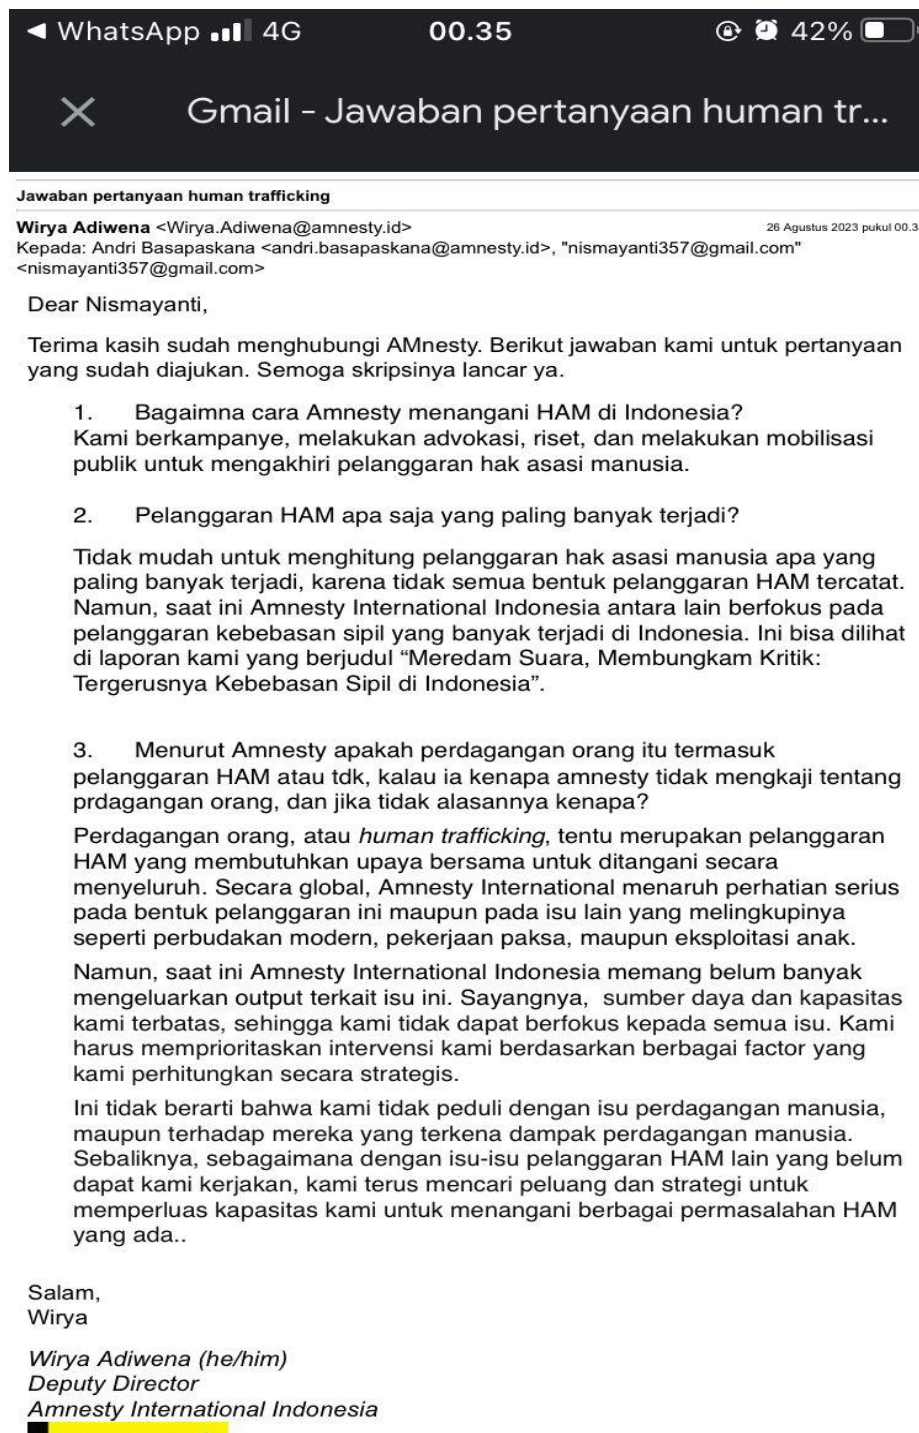 WhatsApp 4G 00.35 42%
Gmail - Jawaban pertanyaan human tr...
Jawaban pertanyaan human trafficking
Wirya Adiwena <Wirya.Adiwena@amnesty.id> 26 Agustus 2023 pukul 00.3
Kepada: Andri Basapaskana <andri.basapaskana@amnesty.id>, "nismayanti357@gmail.com"
<nismayanti357@gmail.com>
Dear Nismayanti,
Terima kasih sudah menghubungi AMnesty. Berikut jawaban kami untuk pertanyaan
yang sudah diajukan. Semoga skripsinya lancar ya.
1. Bagaimna cara Amnesty menangani HAM di Indonesia?
Kami berkampanye, melakukan advokasi, riset, dan melakukan mobilisasi
publik untuk mengakhiri pelanggaran hak asasi manusia.
2. Pelanggaran HAM apa saja yang paling banyak terjadi?
Tidak mudah untuk menghitung pelanggaran hak asasi manusia apa yang
paling banyak terjadi, karena tidak semua bentuk pelanggaran HAM tercatat.
Namun, saat ini Amnesty International Indonesia antara lain berfokus pada
pelanggaran kebebasan sipil yang banyak terjadi di Indonesia. Ini bisa dilihat
di laporan kami yang berjudul “Meredam Suara, Membungkam Kritik:
Tergerusnya Kebebasan Sipil di Indonesia”.
3. Menurut Amnesty apakah perdagangan orang itu termasuk
pelanggaran HAM atau tdk, kalau ia kenapa amnesty tidak mengkaji tentang
prdagangan orang, dan jika tidak alasannya kenapa?
Perdagangan orang, atau human trafficking, tentu merupakan pelanggaran
HAM yang membutuhkan upaya bersama untuk ditangani secara
menyeluruh. Secara global, Amnesty International menaruh perhatian serius
pada bentuk pelanggaran ini maupun pada isu lain yang melingkupinya
seperti perbudakan modern, pekerjaan paksa, maupun eksploitasi anak.
Namun, saat ini Amnesty International Indonesia memang belum banyak
mengeluarkan output terkait isu ini. Sayangnya, sumber daya dan kapasitas
kami terbatas, sehingga kami tidak dapat berfokus kepada semua isu. Kami
harus memprioritaskan intervensi kami berdasarkan berbagai factor yang
kami perhitungkan secara strategis.
Ini tidak berarti bahwa kami tidak peduli dengan isu perdagangan manusia,
maupun terhadap mereka yang terkena dampak perdagangan manusia.
Sebaliknya, sebagaimana dengan isu-isu pelanggaran HAM lain yang belum
dapat kami kerjakan, kami terus mencari peluang dan strategi untuk
memperluas kapasitas kami untuk menangani berbagai permasalahan HAM
yang ada..
Salam,
Wirya
Wirya Adiwena (he/him)
Deputy Director
Amnesty International Indonesia